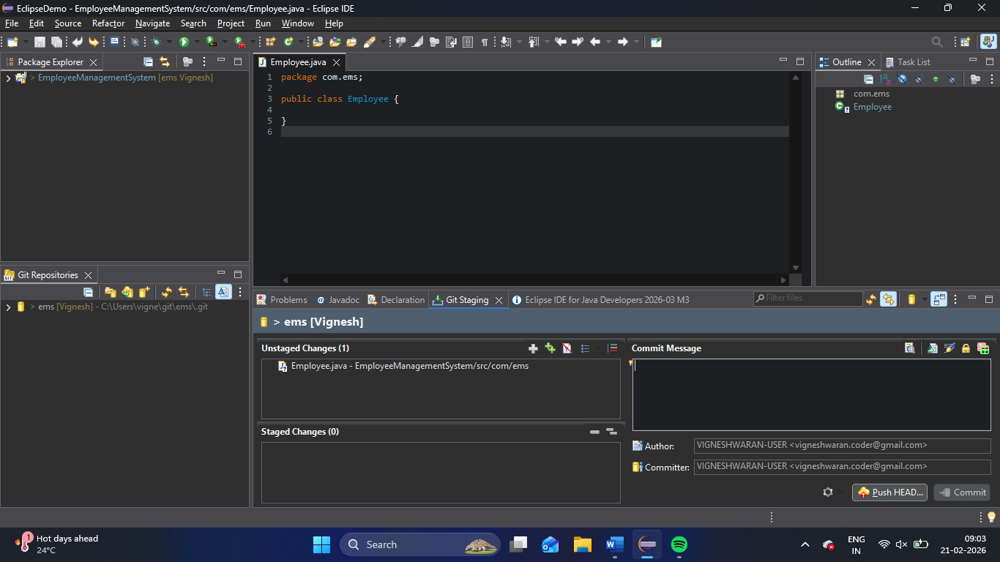 EclipseDemo - EmployeeManagementSystem/src/com/ems/Employee.java - Eclipse IDE
File Edit Source Refactor Navigate Search Project Run Window Help
Package Explorer
> EmployeeManagementSystem [ems Vignesh]
Employee.java
1 package com.ems;
2
3 public class Employee {
4
5 }
6
Outline
Task List
com.ems
Employee
Git Repositories
> ems [Vignesh] - C:\Users\vigne\git\ems\.git
Problems
@ Javadoc
Declaration
Git Staging
Eclipse IDE for Java Developers 2026-03 M3
Filter files
> ems [Vignesh]
Unstaged Changes (1)
Employee.java - EmployeeManagementSystem/src/com/ems
Staged Changes (0)
Commit Message
Author: VIGNESHWARAN-USER <vigneshwaran.coder@gmail.com>
Committer: VIGNESHWARAN-USER <vigneshwaran.coder@gmail.com>
Push HEAD...
Commit
1
Hot days ahead
24°C
Search
ENG
IN
09:03
21-02-2026